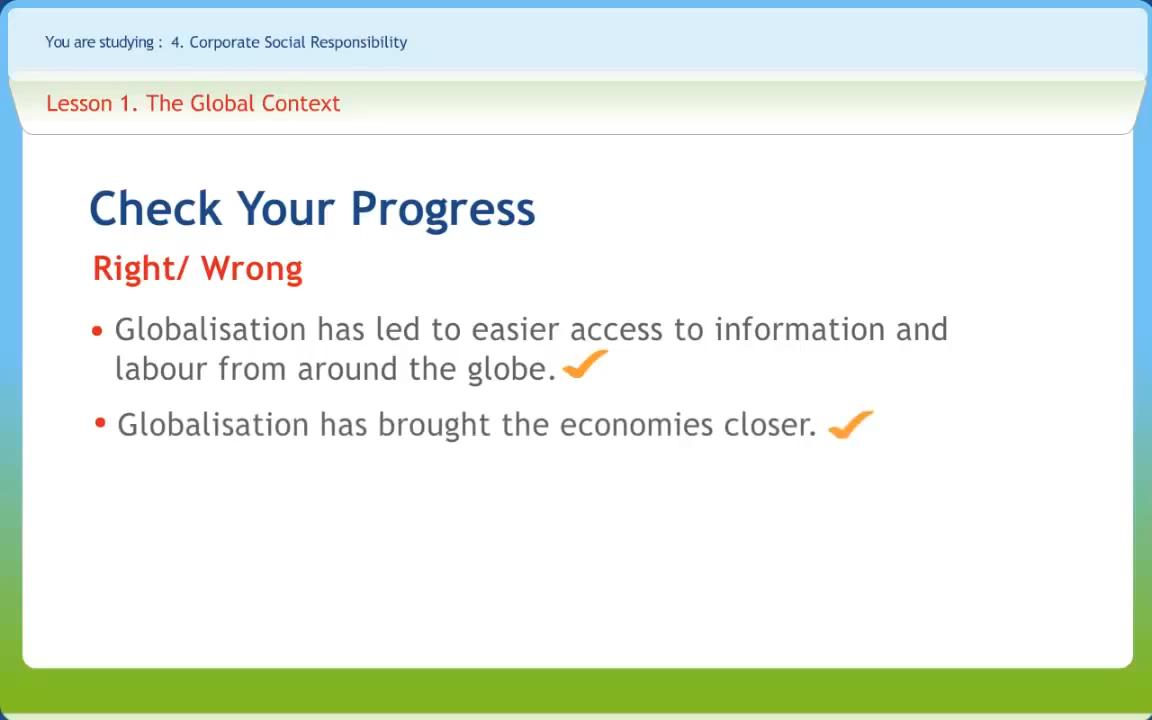 You are studying : 4. Corporate Social Responsibility
Lesson 1. The Global Context
Check Your Progress
Right/ Wrong
• Globalisation has led to easier access to information and
labour from around the globe.
• Globalisation has brought the economies closer.